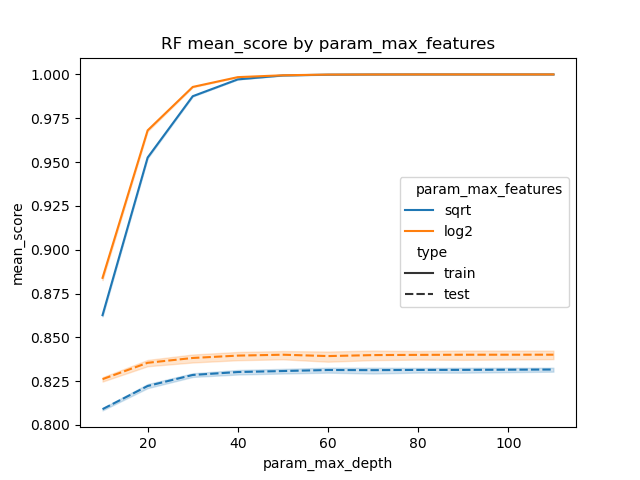 RF mean_score by param_max_features
mean_score
1.000
0.975
0.950
0.925
0.900
0.875
0.850
0.825
0.800
param_max_features
sqrt
log2
type
train
test
20 40 60 80 100
param_max_depth